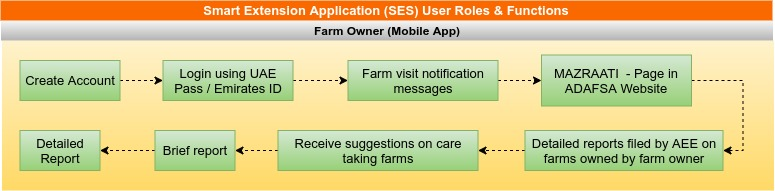 Smart Extension Application (SES) User Roles & Functions
Farm Owner (Mobile App)
Create Account
Login using UAE
Pass / Emirates ID
Farm visit notification
messages
MAZRAATI - Page in
ADAFSA Website
Detailed reports filed by AEE on
farms owned by farm owner
Receive suggestions on care
taking farms
Brief report
Detailed
Report